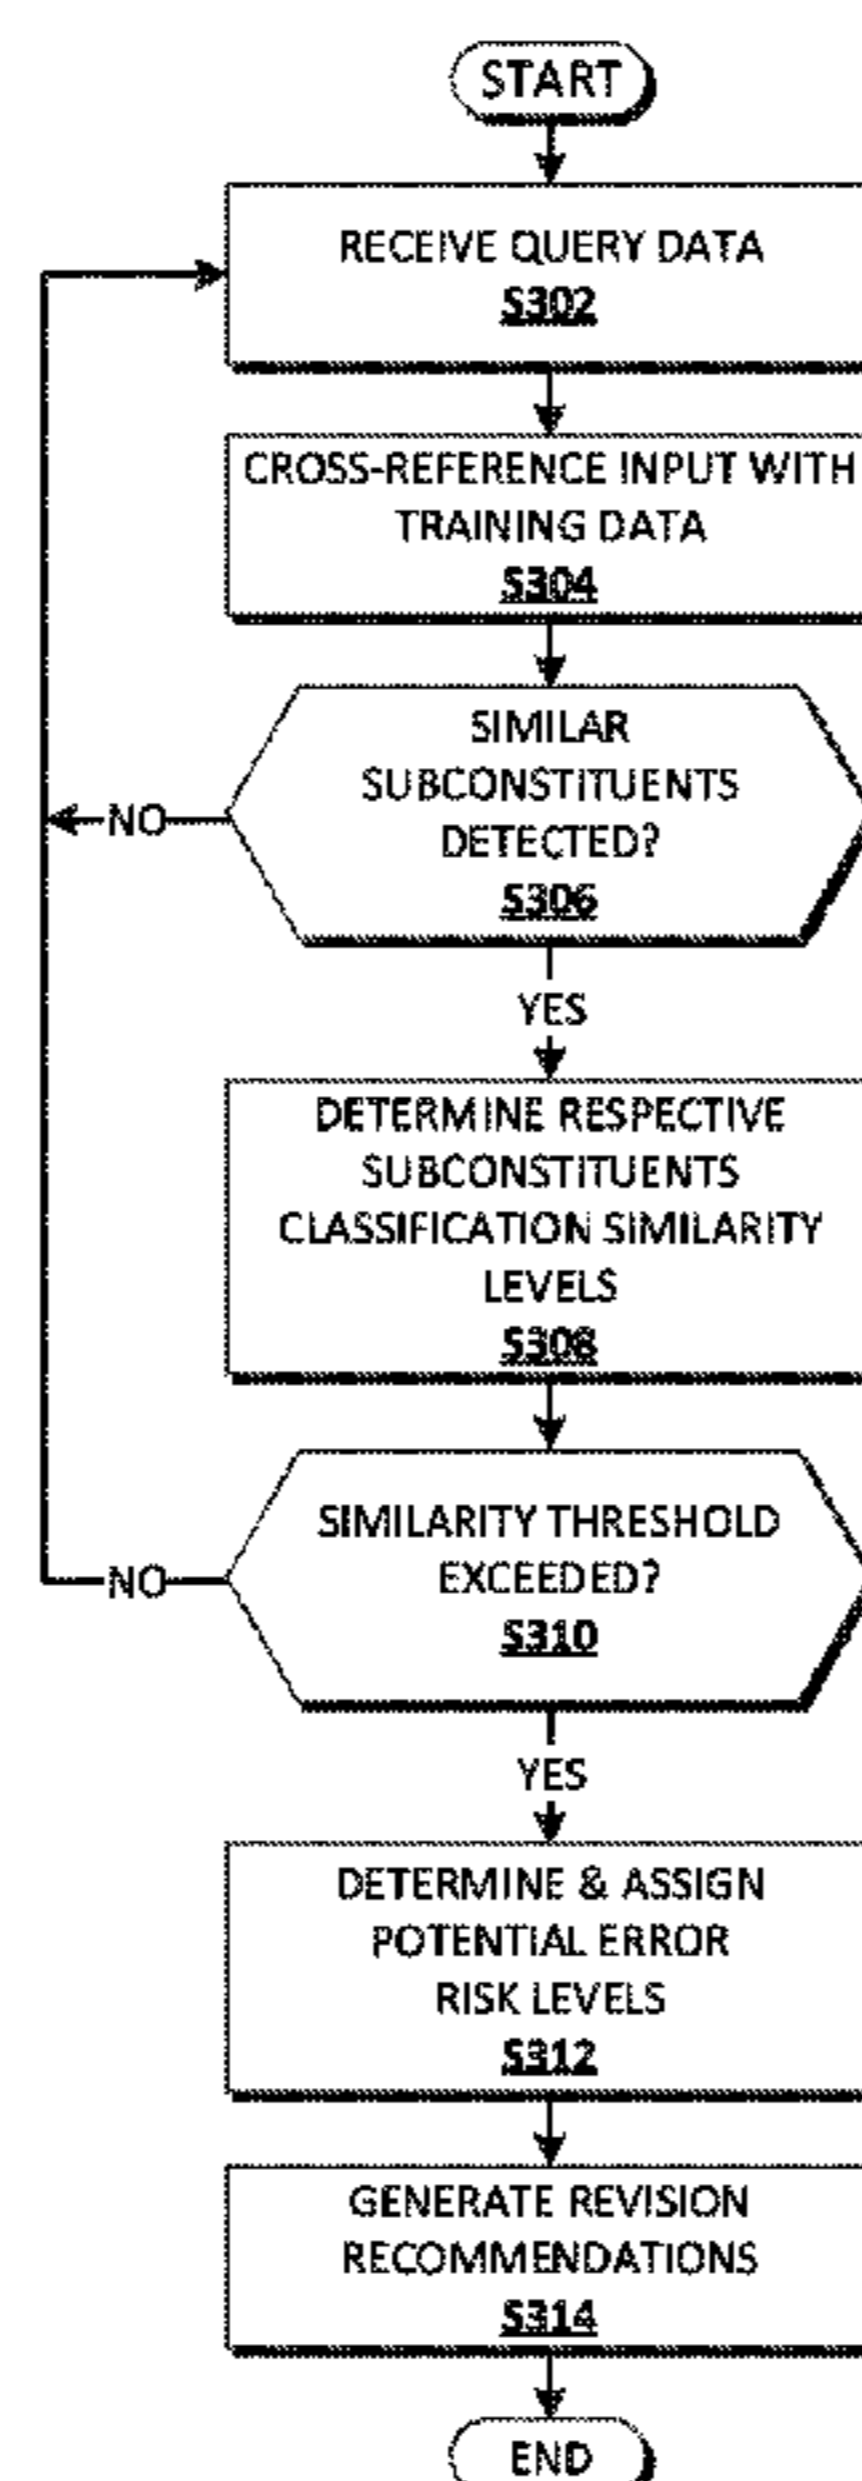 START
RECEIVE QUERY DATA
S302
CROSS-REFERENCE INPUT WITH
TRAINING DATA
S304
SIMILAR
SUBCONSTITUENTS
DETECTED?
S306
NO
YES
DETERMINE RESPECTIVE
SUBCONSTITUENTS
CLASSIFICATION SIMILARITY
LEVELS
S308
SIMILARITY THRESHOLD
EXCEEDED?
S310
NO
YES
DETERMINE & ASSIGN
POTENTIAL ERROR
RISK LEVELS
S312
GENERATE REVISION
RECOMMENDATIONS
S314
END